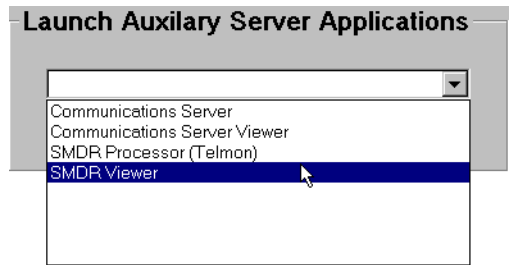 Launch Auxilary Server Applications
Communications Server
Communications Server Viewer
SMDR Processor (Telmon)
SMDR Viewer